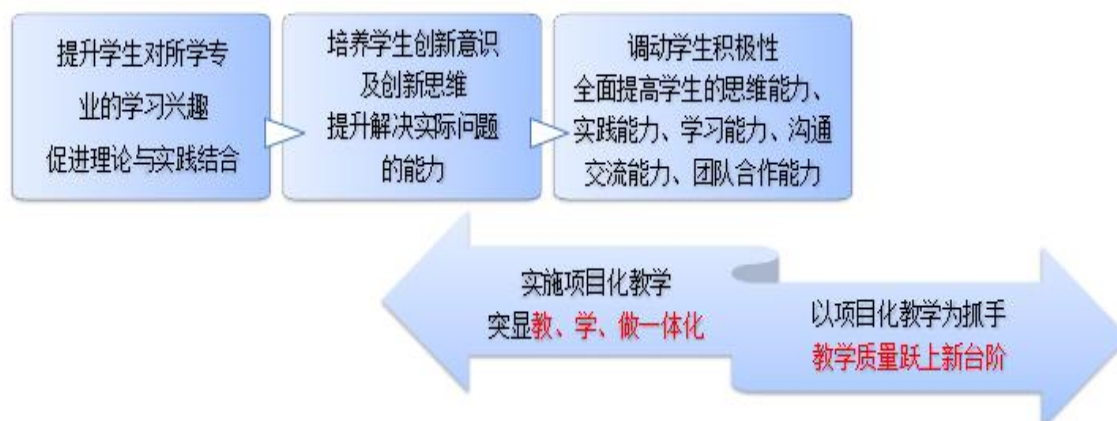 提升学生对所学专
业的学习兴趣
促进理论与实践结合
培养学生创新意识
及创新思维
提升解决实际问题
的能力
调动学生积极性
全面提高学生的思维能力、
实践能力、学习能力、沟通
交流能力、团队合作能力
实施项目化教学
突显教、学、做一体化
以项目化教学为抓手
教学质量跃上新台阶